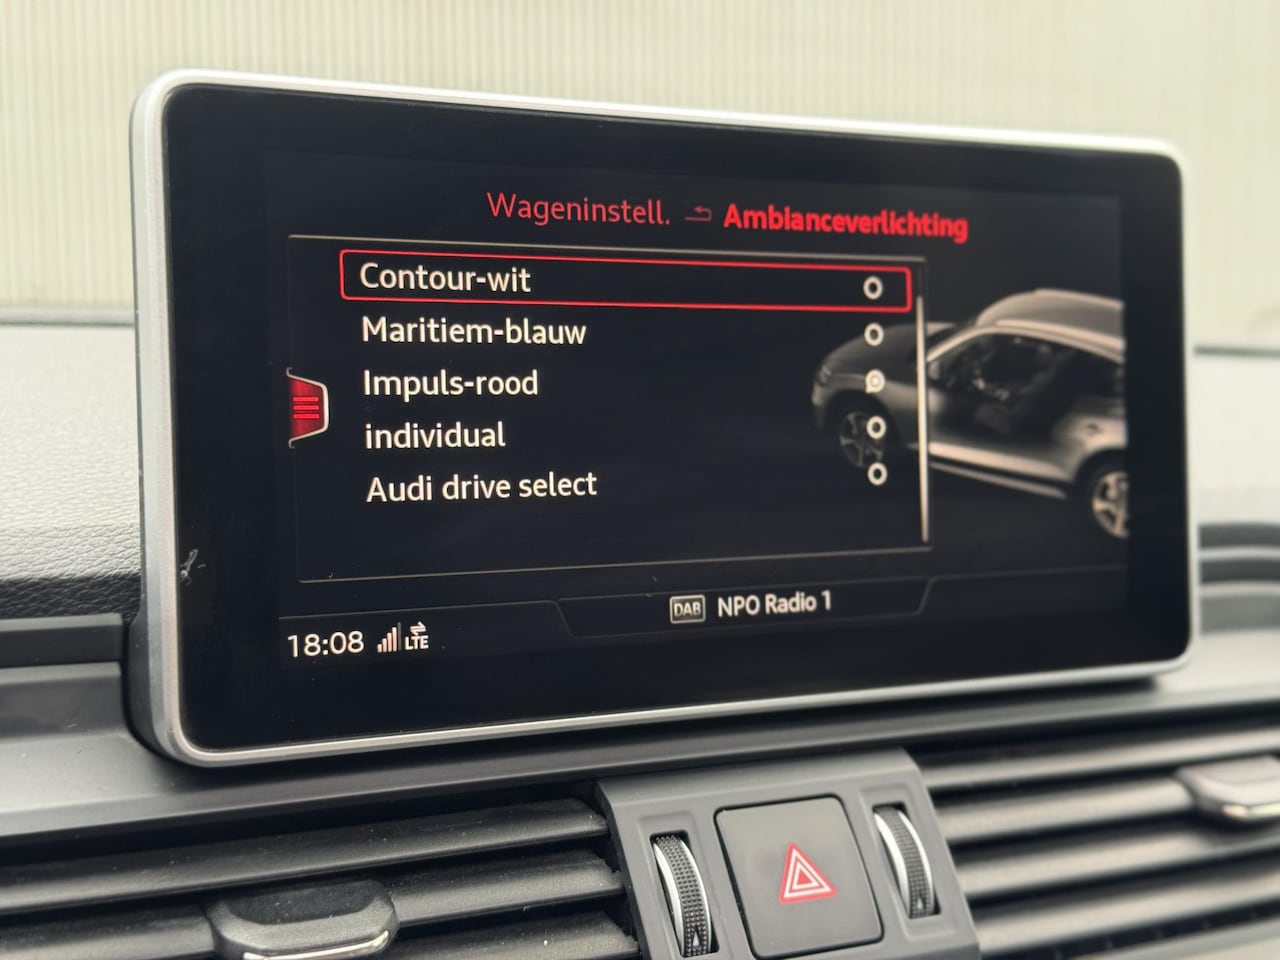 Wageninstell. Ambianceverlichting
Contour-wit
Maritiem-blauw
Impuls-rood
individual
Audi drive select
DAB NPO Radio 1
18:08 LTE